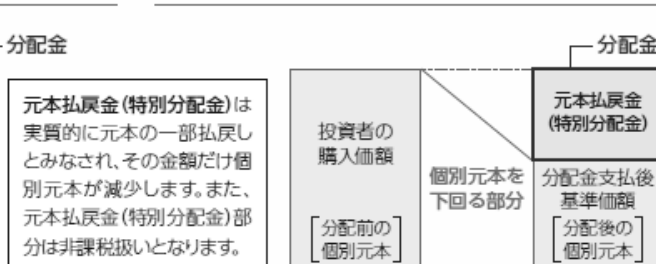 分配金
元本払戻金(特別分配金)は
実質的に元本の一部払戻し
とみなされ、その金額だけ個
別元本が減少します。また、
元本払戻金(特別分配金)部
分は非課税扱いとなります。
投資者の
購入価額
[分配前の
個別元本]
個別元本を
下回る部分
分配金
元本払戻金
(特別分配金)
分配金支払後
基準価額
[分配後の
個別元本]